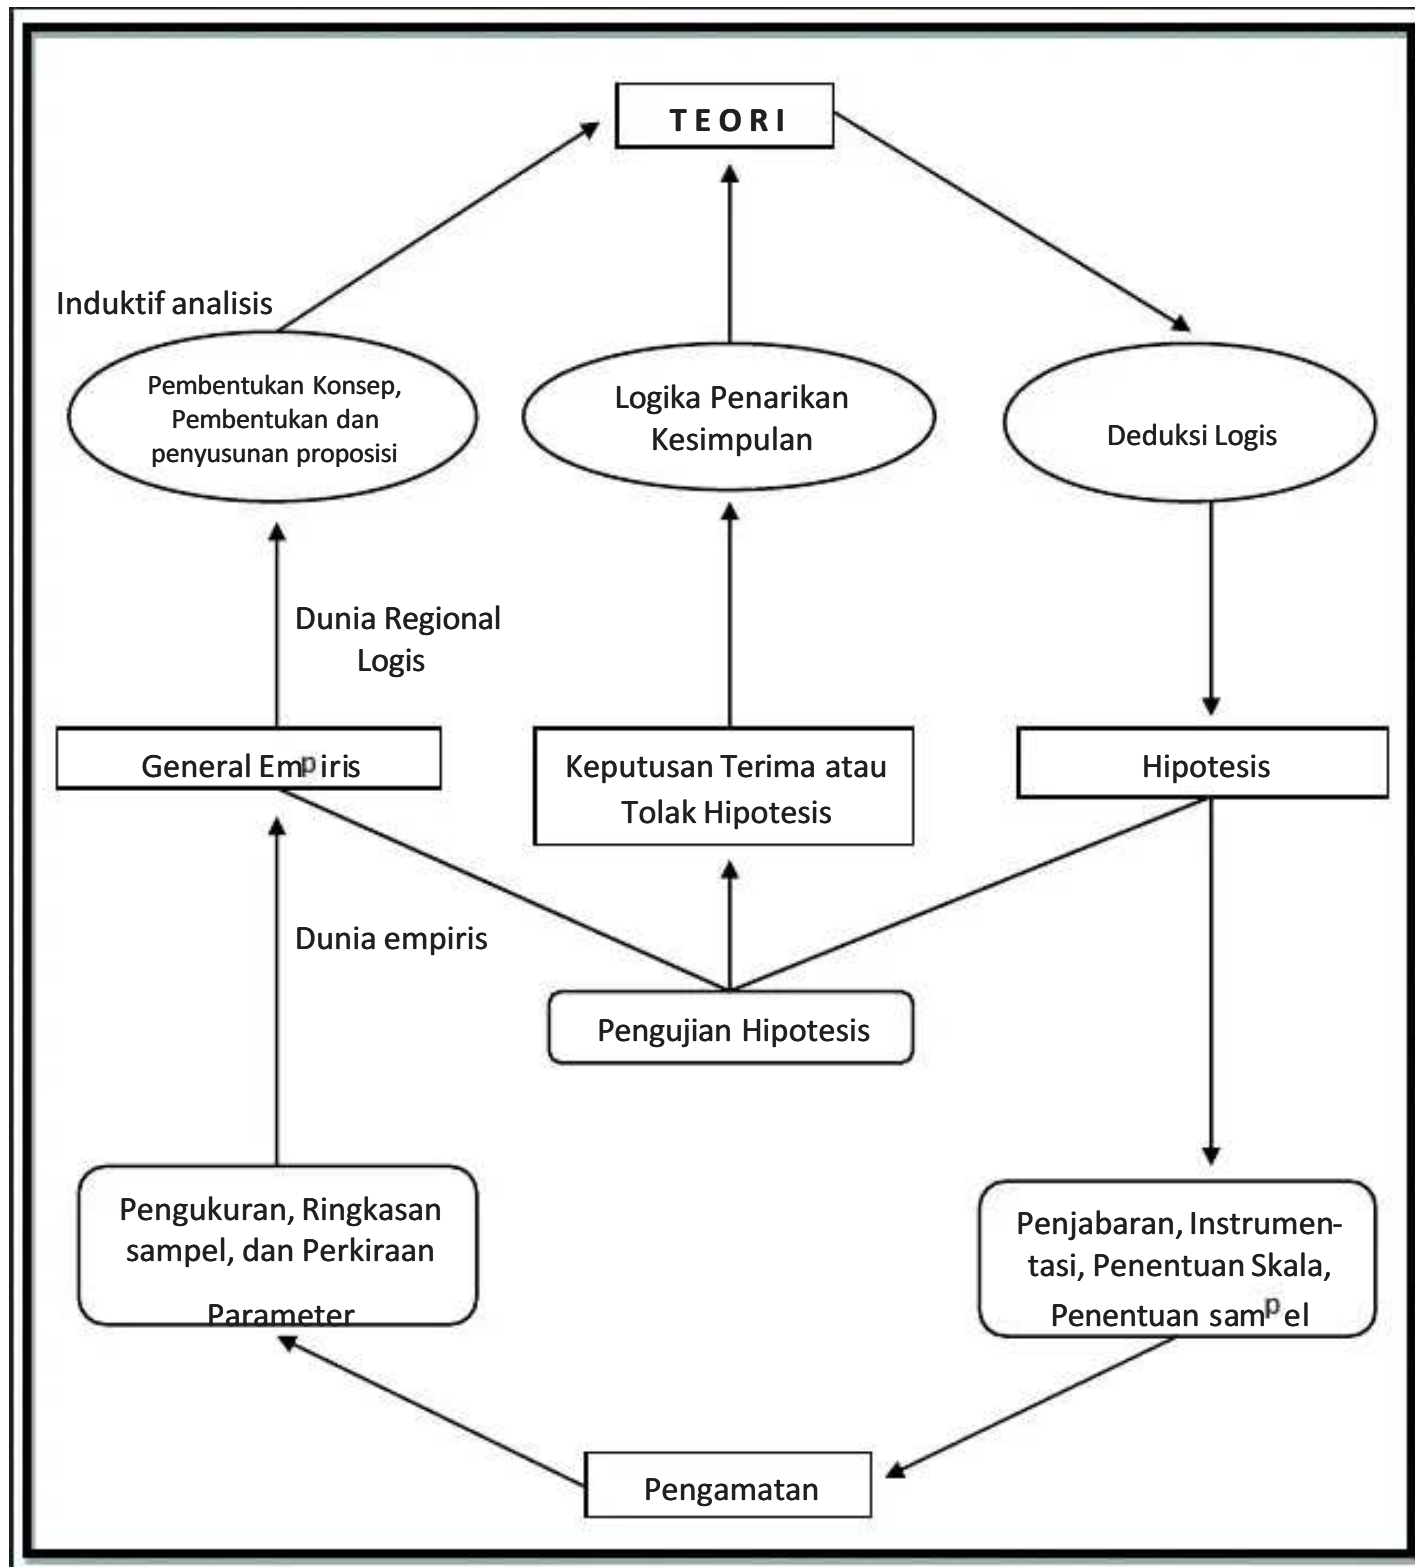 TEORI
Induktif analisis
Pembentukan Konsep,
Pembentukan dan
penyusunan proposisi
Logika Penarikan
Kesimpulan
Deduksi Logis
Dunia Regional
Logis
General Empiris
Keputusan Terima atau
Tolak Hipotesis
Hipotesis
Dunia empiris
Pengujian Hipotesis
Pengukuran, Ringkasan
sampel, dan Perkiraan
Parameter
Penjabaran, Instrumen-
tasi, Penentuan Skala,
Penentuan sampel
Pengamatan